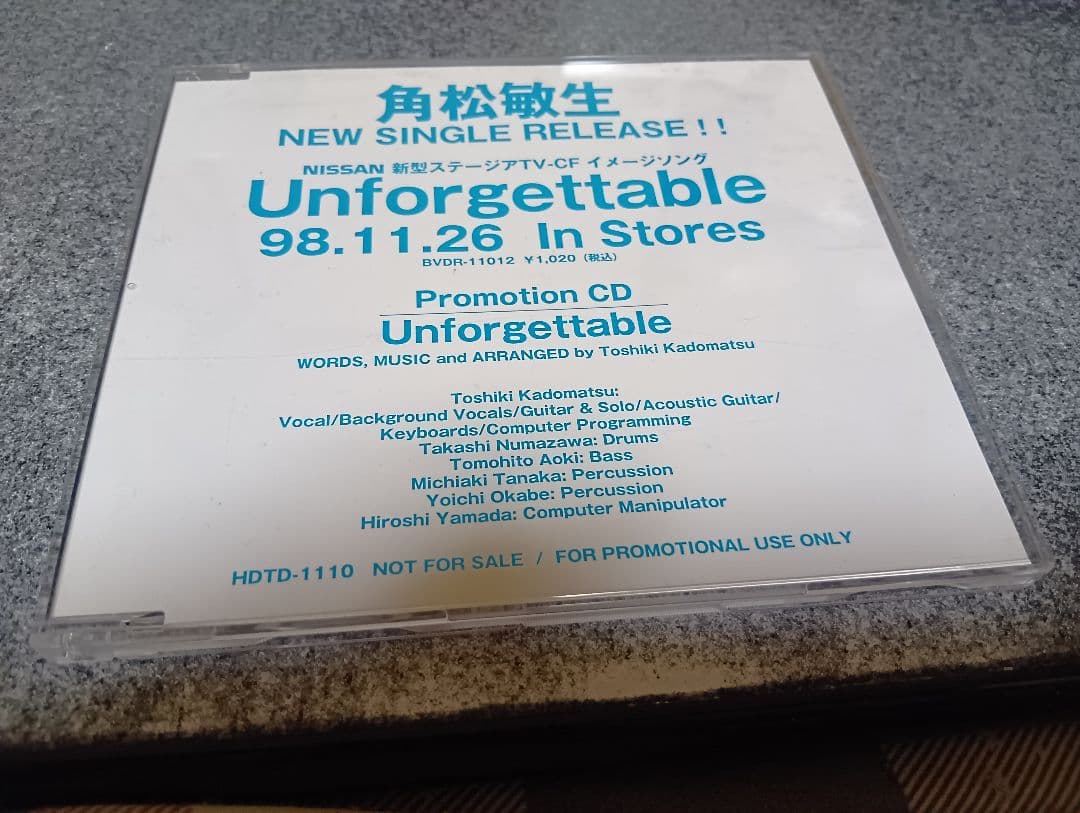 角松敏生
NEW SINGLE RELEASE!!
NISSAN 新型ステージアTV-CF イメージソング
Unforgettable
98.11.26 In Stores
BVDR-11012 ¥1,020 (税込)
Promotion CD
Unforgettable
WORDS, MUSIC and ARRANGED by Toshiki Kadomatsu
Toshiki Kadomatsu:
Vocal/Background Vocals/Guitar & Solo/Acoustic Guitar/
Keyboards/Computer Programming
Takashi Numazawa: Drums
Tomohito Aoki: Bass
Michiaki Tanaka: Percussion
Yoichi Okabe: Percussion
Hiroshi Yamada: Computer Manipulator
HDTD-1110 NOT FOR SALE / FOR PROMOTIONAL USE ONLY